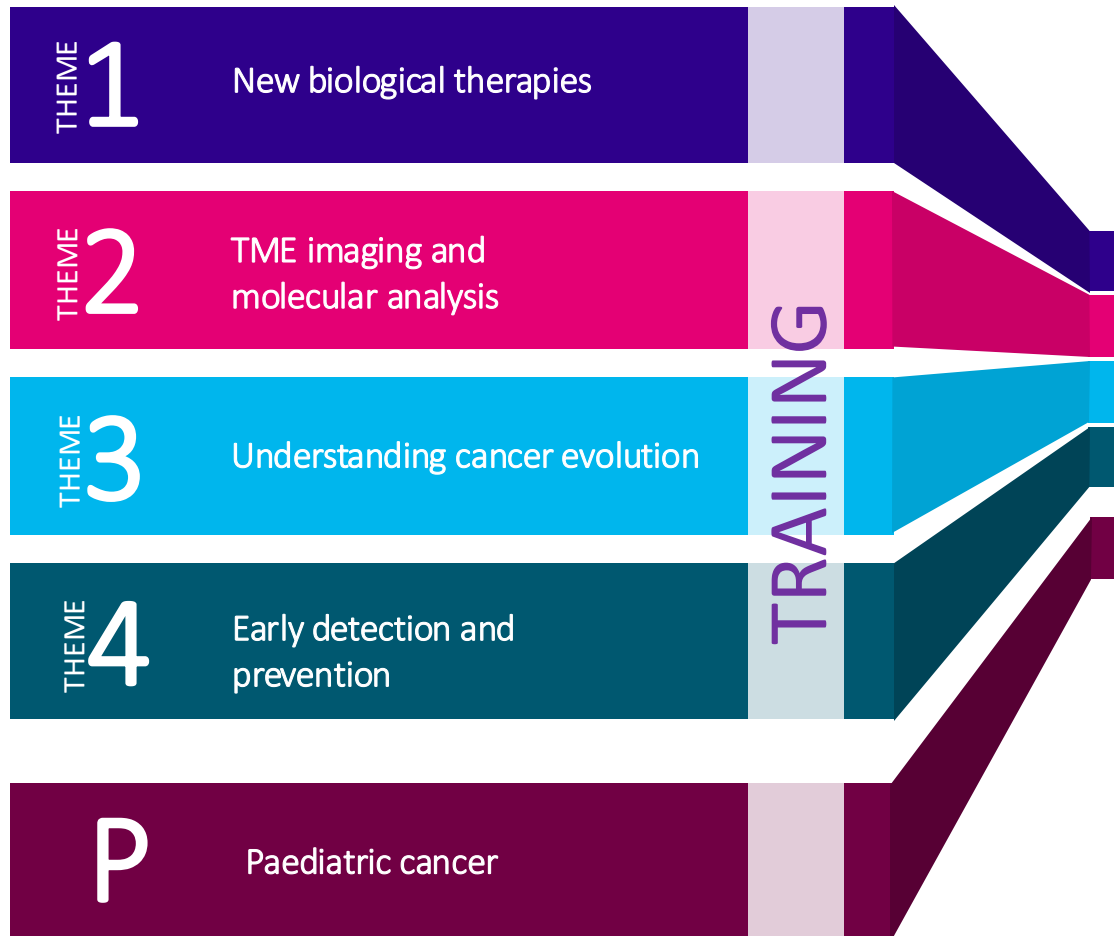 THEME 1
New biological therapies
THEME 2
TME imaging and
molecular analysis
THEME 3
Understanding cancer evolution
THEME 4
Early detection and
prevention
P
Paediatric cancer
TRAINING